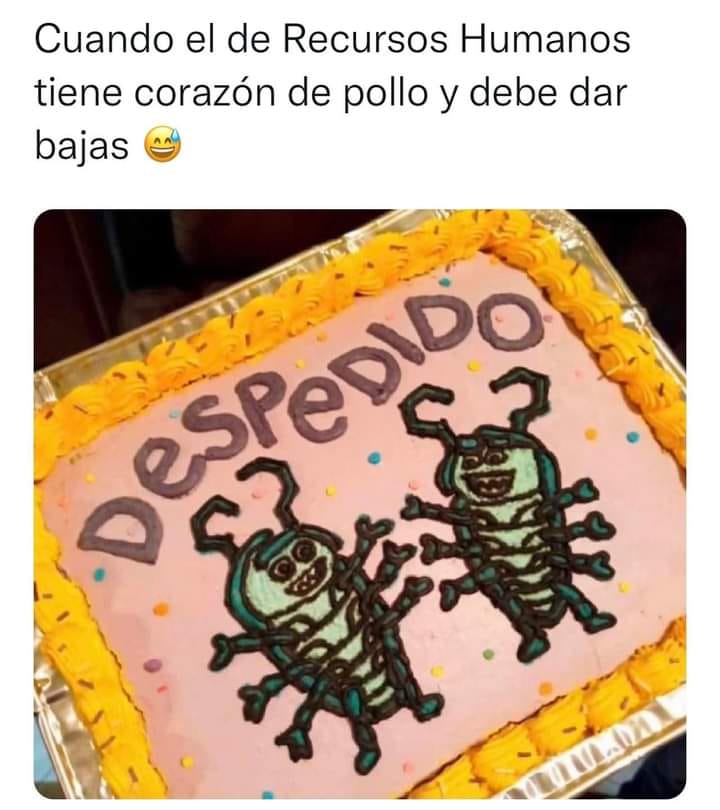 Cuando el de Recursos Humanos
tiene corazón de pollo y debe dar
bajas 😅
DesPeDIDO